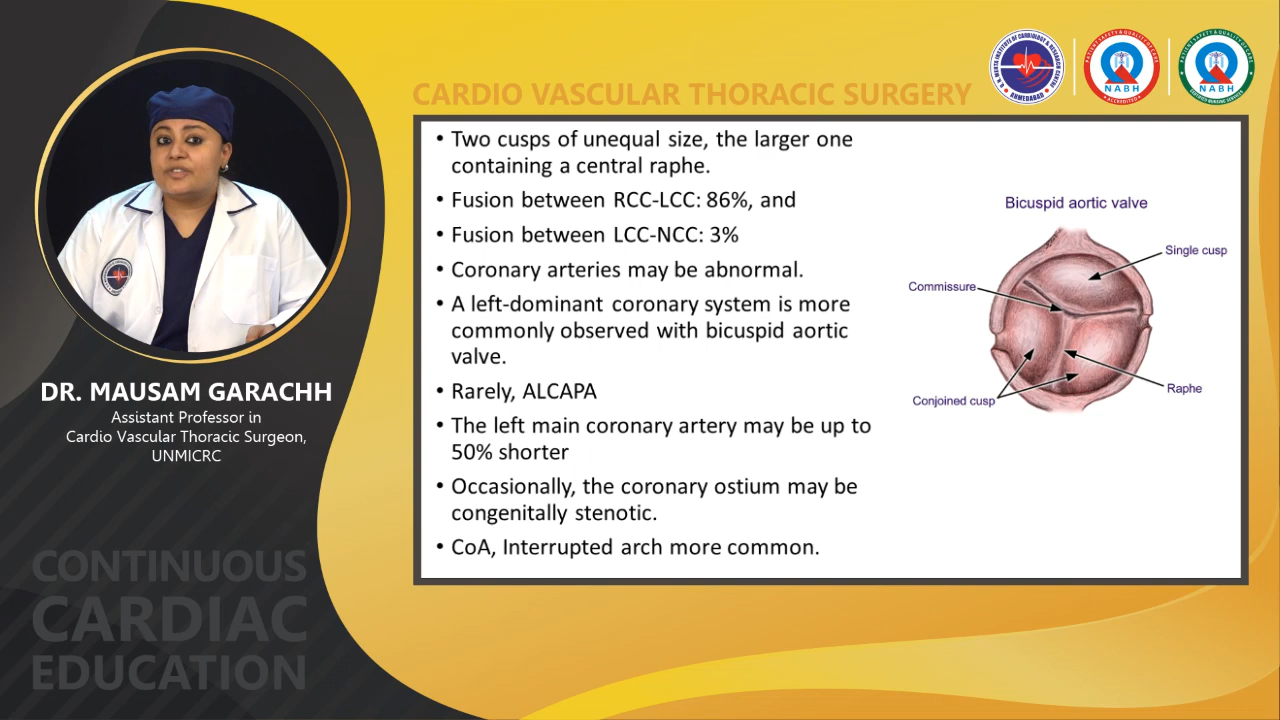 CARDIO VASCULAR THORACIC SURGERY
NABH
ACCREDITED
NABH
• Two cusps of unequal size, the larger one
containing a central raphe.
• Fusion between RCC-LCC: 86%, and
• Fusion between LCC-NCC: 3%
• Coronary arteries may be abnormal.
• A left-dominant coronary system is more
commonly observed with bicuspid aortic
valve.
• Rarely, ALCAPA
• The left main coronary artery may be up to
50% shorter
• Occasionally, the coronary ostium may be
congenitally stenotic.
• CoA, Interrupted arch more common.
Bicuspid aortic valve
Single cusp
Commissure
Raphe
Conjoined cusp
DR. MAUSAM GARACHH
Assistant Professor in
Cardio Vascular Thoracic Surgeon,
UNMICRC
CONTINUOUS
CARDIAC
EDUCATION